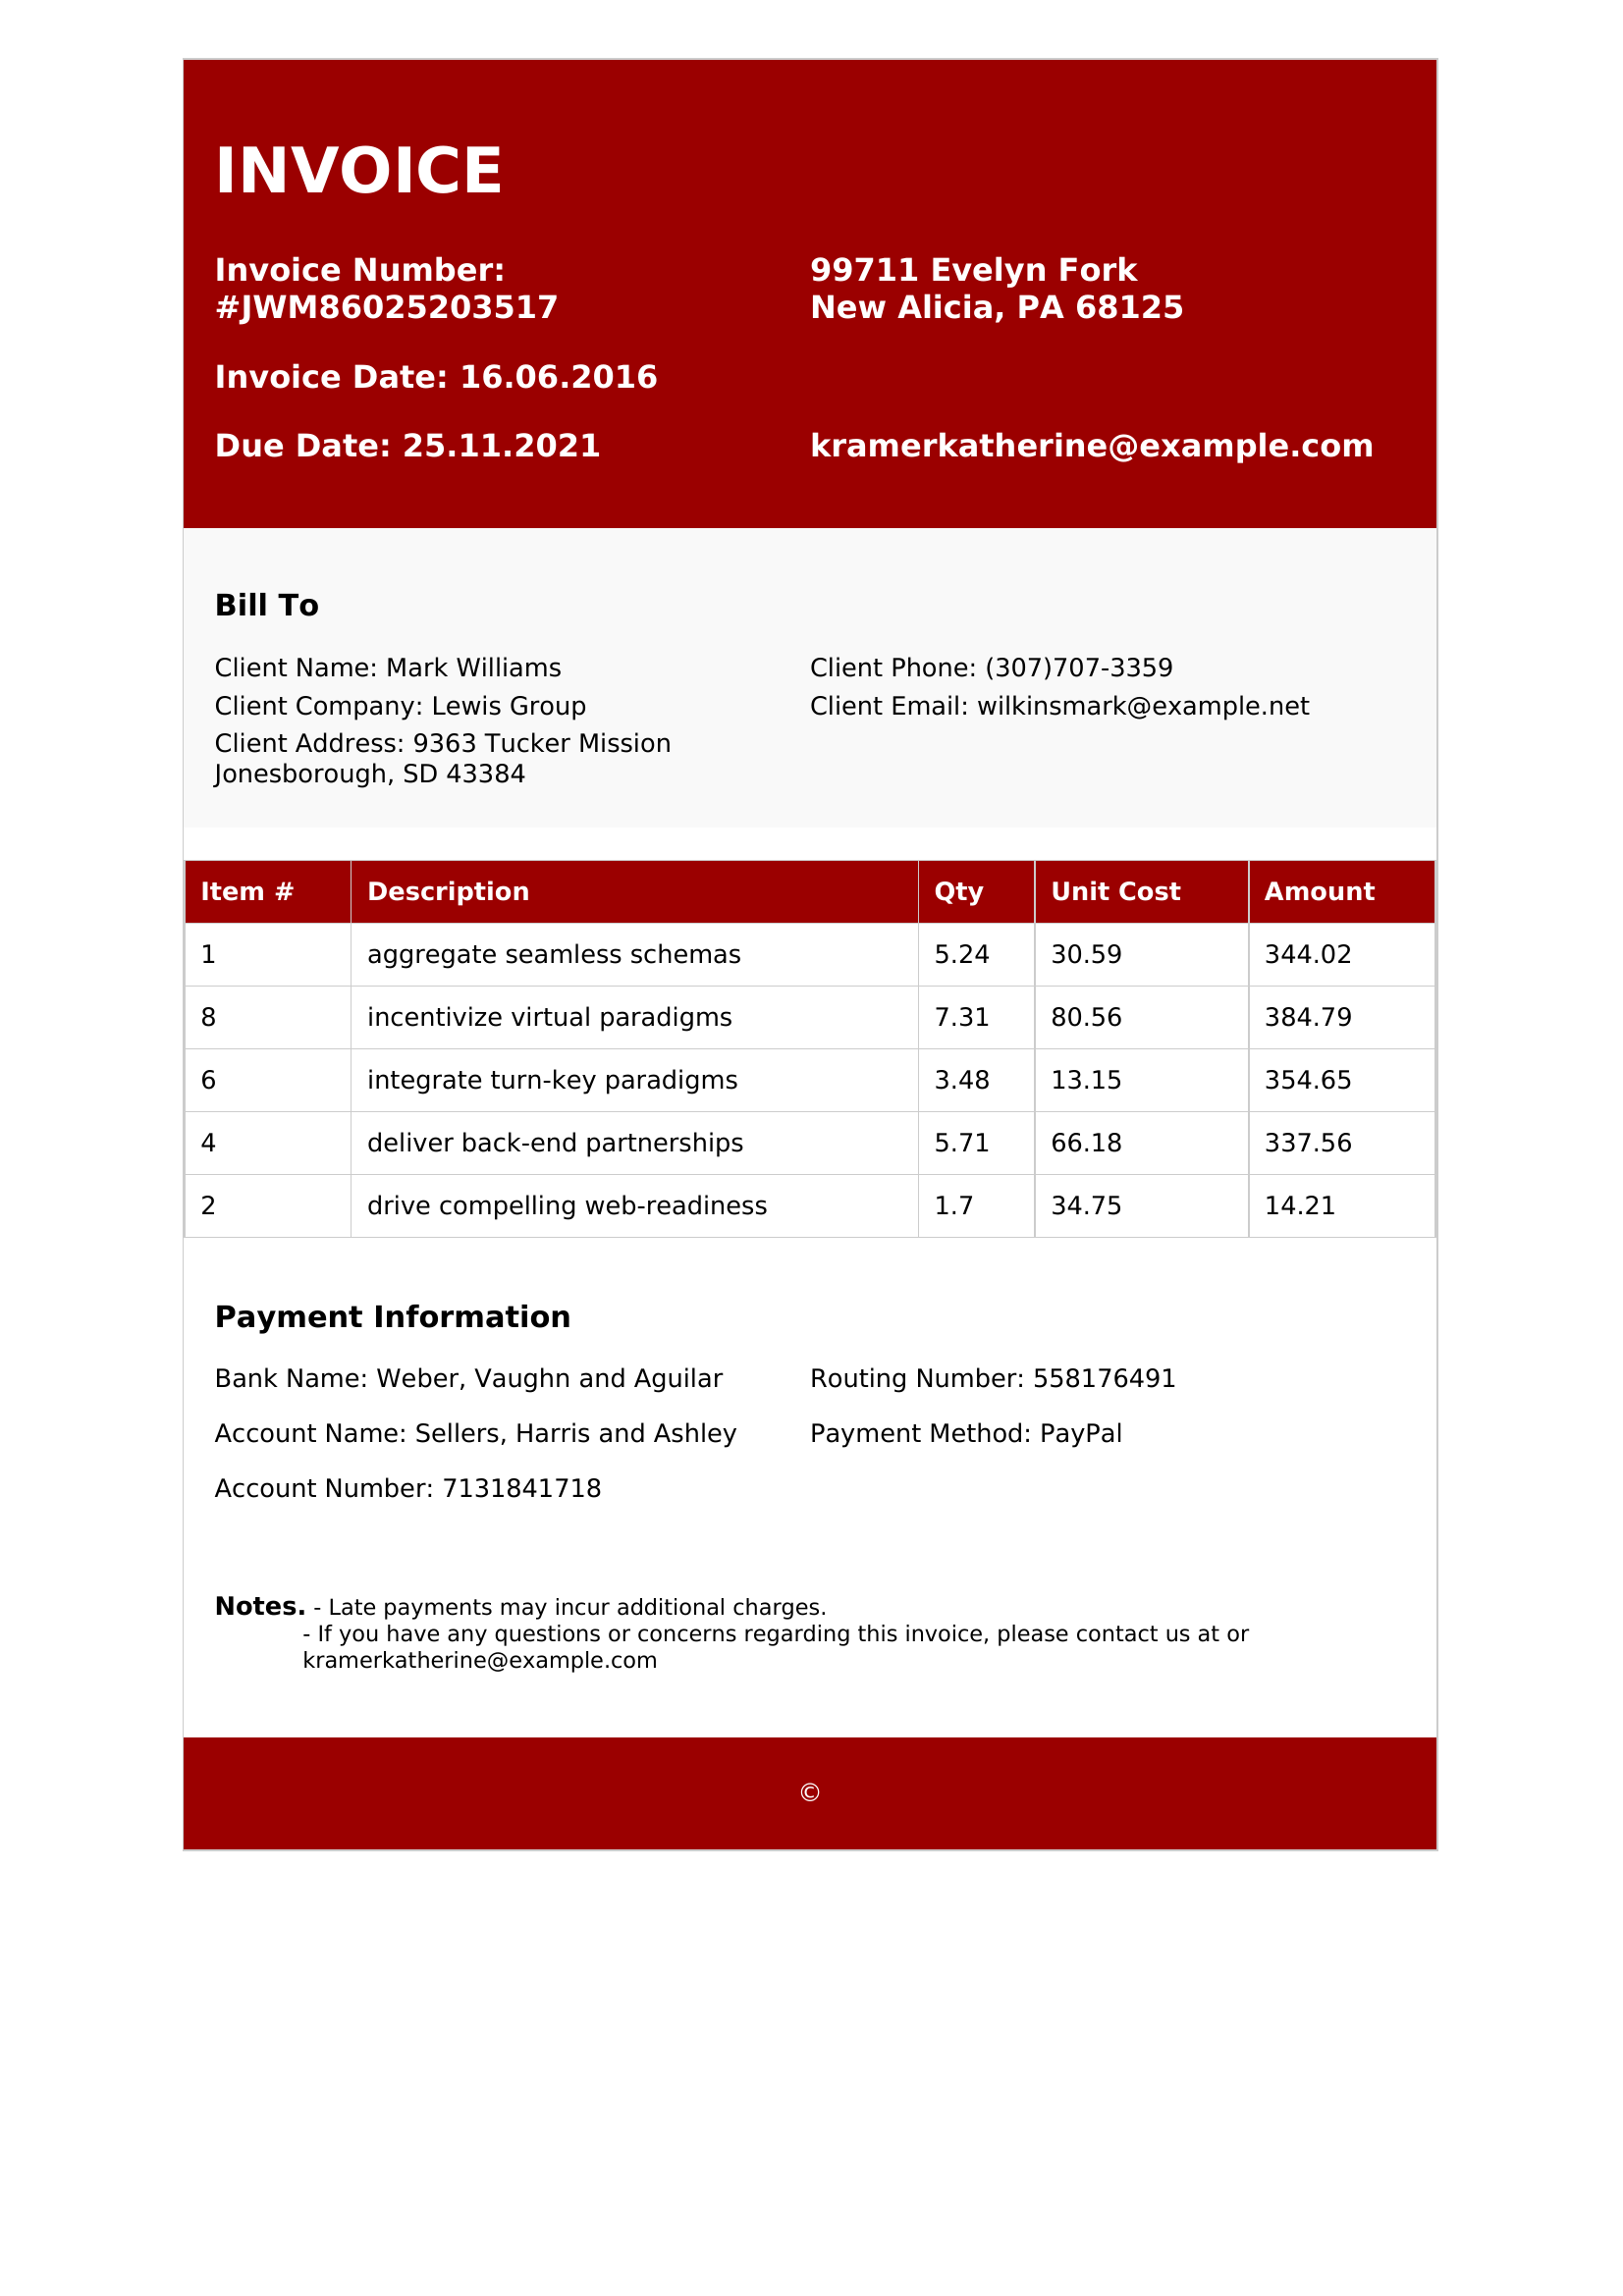 INVOICE
Invoice Number:
#JWM86025203517
99711 Evelyn Fork
New Alicia, PA 68125
Invoice Date: 16.06.2016
Due Date: 25.11.2021
kramerkatherine@example.com
Bill To
Client Name: Mark Williams
Client Phone: (307)707-3359
Client Company: Lewis Group
Client Email: wilkinsmark@example.net
Client Address: 9363 Tucker Mission
Jonesborough, SD 43384
Item # Description Qty Unit Cost Amount
1 aggregate seamless schemas 5.24 30.59 344.02
8 incentivize virtual paradigms 7.31 80.56 384.79
6 integrate turn-key paradigms 3.48 13.15 354.65
4 deliver back-end partnerships 5.71 66.18 337.56
2 drive compelling web-readiness 1.7 34.75 14.21
Payment Information
Bank Name: Weber, Vaughn and Aguilar
Routing Number: 558176491
Account Name: Sellers, Harris and Ashley
Payment Method: PayPal
Account Number: 7131841718
Notes. - Late payments may incur additional charges.
- If you have any questions or concerns regarding this invoice, please contact us at or
kramerkatherine@example.com
©